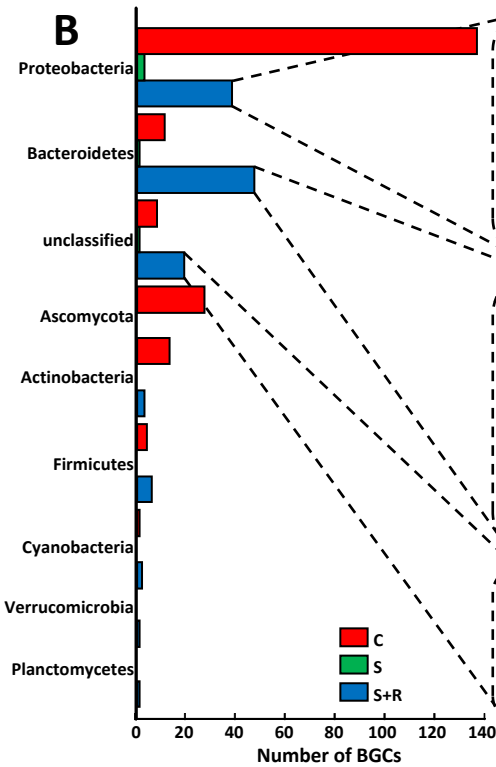 B
Proteobacteria
Bacteroidetes
unclassified
Ascomycota
Actinobacteria
Firmicutes
Cyanobacteria
Verrucomicrobia
Planctomycetes
C
S
S+R
0 20 40 60 80 100 120 140
Number of BGCs